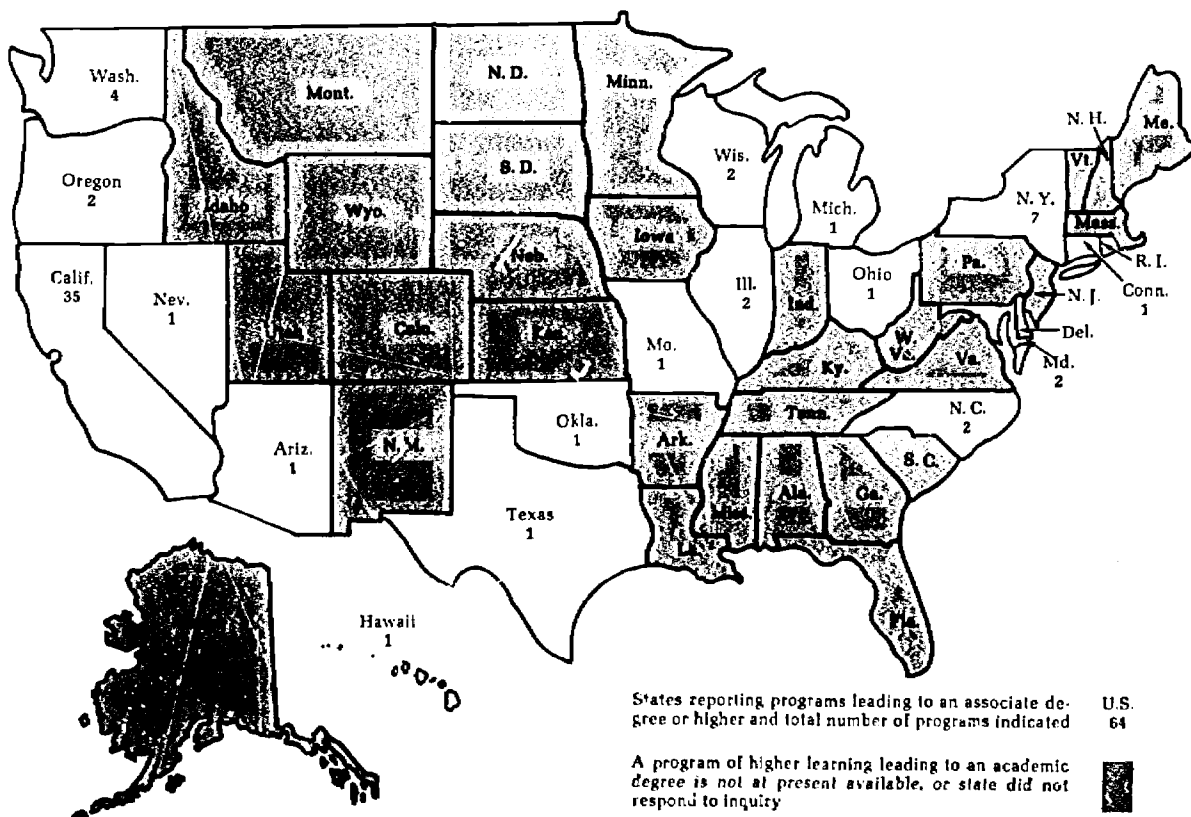 Wash.
4
Mont.
N. D.
Minn.
N. H.
Me.
Oregon
2
Idaho
Wyo.
S. D.
Wis.
2
Mich.
1
Vt.
N. Y.
7
Mass.
R. I.
Conn.
1
Calif.
35
Nev.
1
Utah
Colo.
Neb.
Iowa
Ill.
2
Ind.
Ohio
1
Pa.
N. J.
Del.
Md.
2
Kan.
Mo.
1
Ky.
W.
Va.
Va.
Ariz.
1
N. M.
Okla.
1
Ark.
Tenn.
N. C.
2
S. C.
Texas
1
La.
Miss.
Ala.
Ga.
Fla.
Hawaii
1
States reporting programs leading to an associate de-
gree or higher and total number of programs indicated
U.S.
64
A program of higher learning leading to an academic
degree is not at present available, or state did not
respond to inquiry